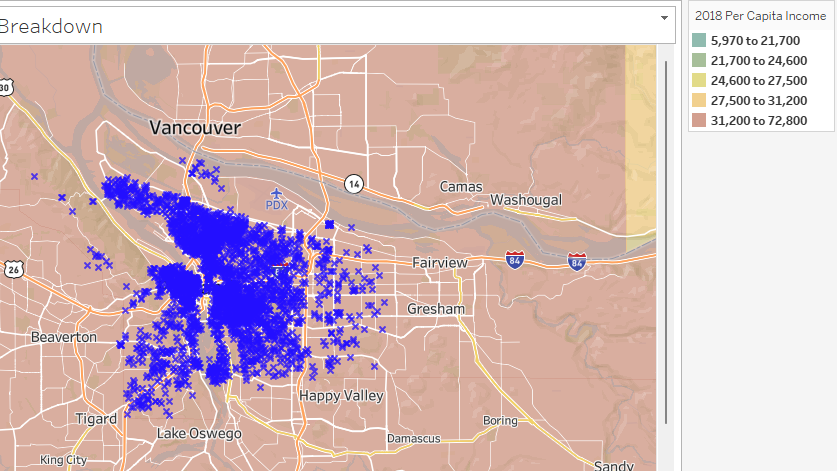 Breakdown
2018 Per Capita Income
5,970 to 21,700
21,700 to 24,600
24,600 to 27,500
27,500 to 31,200
31,200 to 72,800
30
Vancouver
14
Camas
Washougal
PDX
26
Fairview
84
84
Gresham
Beaverton
Happy Valley
Tigard
Lake Oswego
Boring
Damascus
King City
Sandy